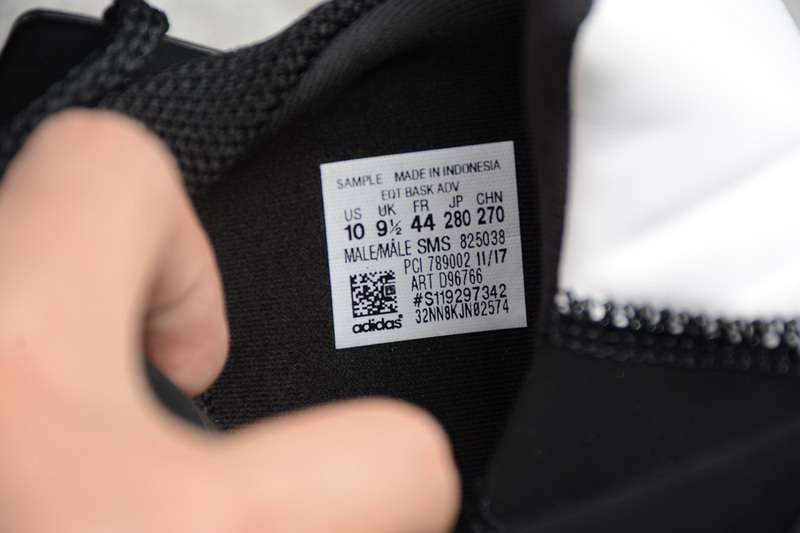 SAMPLE MADE IN INDONESIA
EQT BASK ADV
US UK FR JP CHN
10 9½ 44 280 270
MALE/MÂLE SMS 825038
PCI 789002 11/17
ART D96766
#S119297342
adidas 32NN8KJN02574